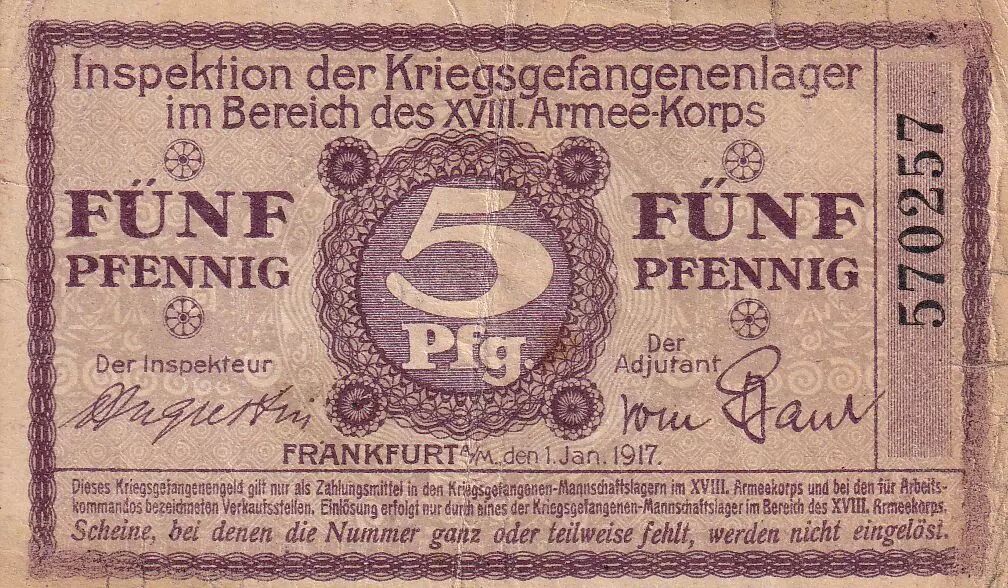 Inspektion der Kriegsgefangenenlager
im Bereich des XVIII. Armee-Korps
FÜNF
PFENNIG
5
Pfg.
FÜNF
PFENNIG
570257
Der Inspekteur
Der
Adjutant
vom
FRANKFURT A/M. den 1. Jan. 1917.
Dieses Kriegsgefangenengeld gilt nur als Zahlungsmittel in den Kriegsgefangenen-Mannschaftslagern im XVIII. Armeekorps und bei den für Arbeits-
kommandos bezeichneten Verkaufsstellen. Einlösung erfolgt nur durch eines der Kriegsgefangenen-Mannschaftslager im Bereich des XVIII. Armeekorps.
Scheine, bei denen die Nummer ganz oder teilweise fehlt, werden nicht eingelöst.